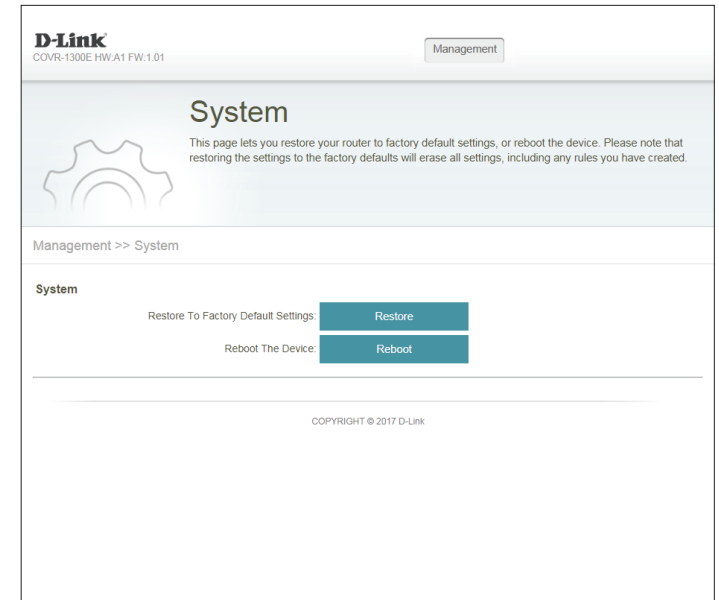 D-Link
COVR-1300E HW:A1 FW:1.01
Management
System
This page lets you restore your router to factory default settings, or reboot the device. Please note that
restoring the settings to the factory defaults will erase all settings, including any rules you have created.
Management >> System
System
Restore To Factory Default Settings: Restore
Reboot The Device: Reboot
COPYRIGHT © 2017 D-Link